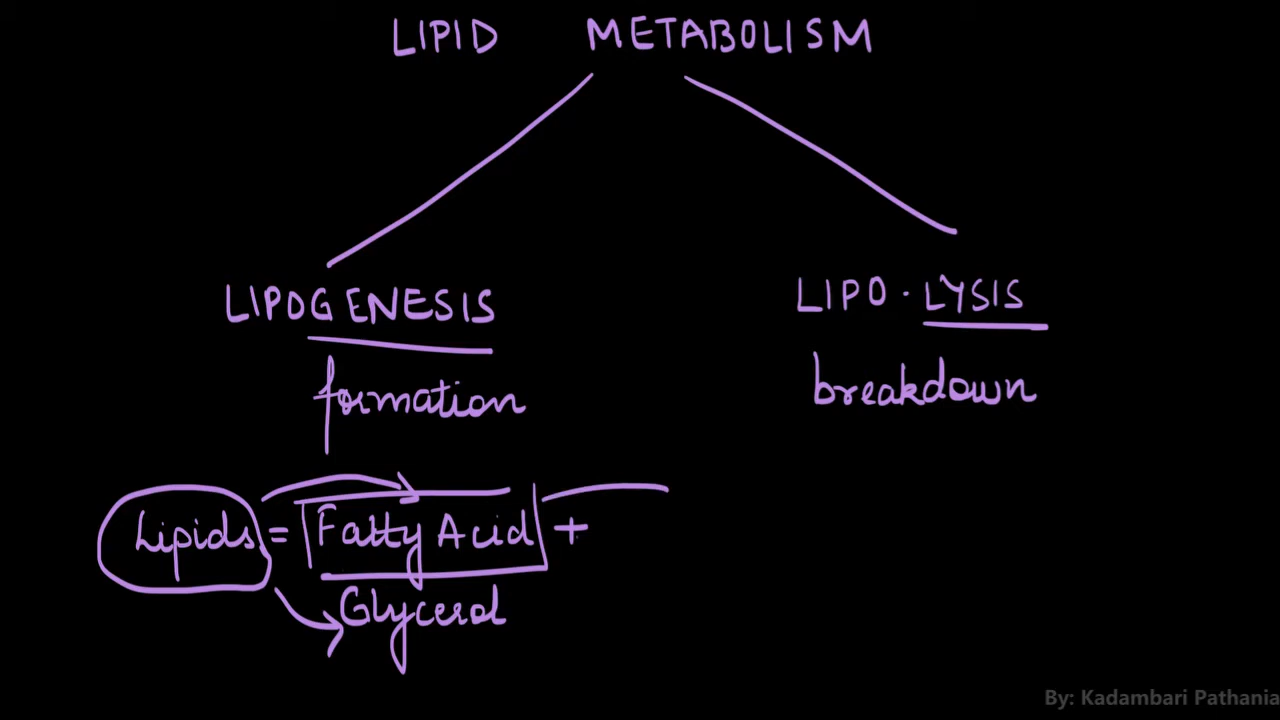 LIPID METABOLISM
LIPOGENESIS
LIPO · LYSIS
formation
breakdown
Lipids = Fatty Acid +
Glycerol
By: Kadambari Pathania